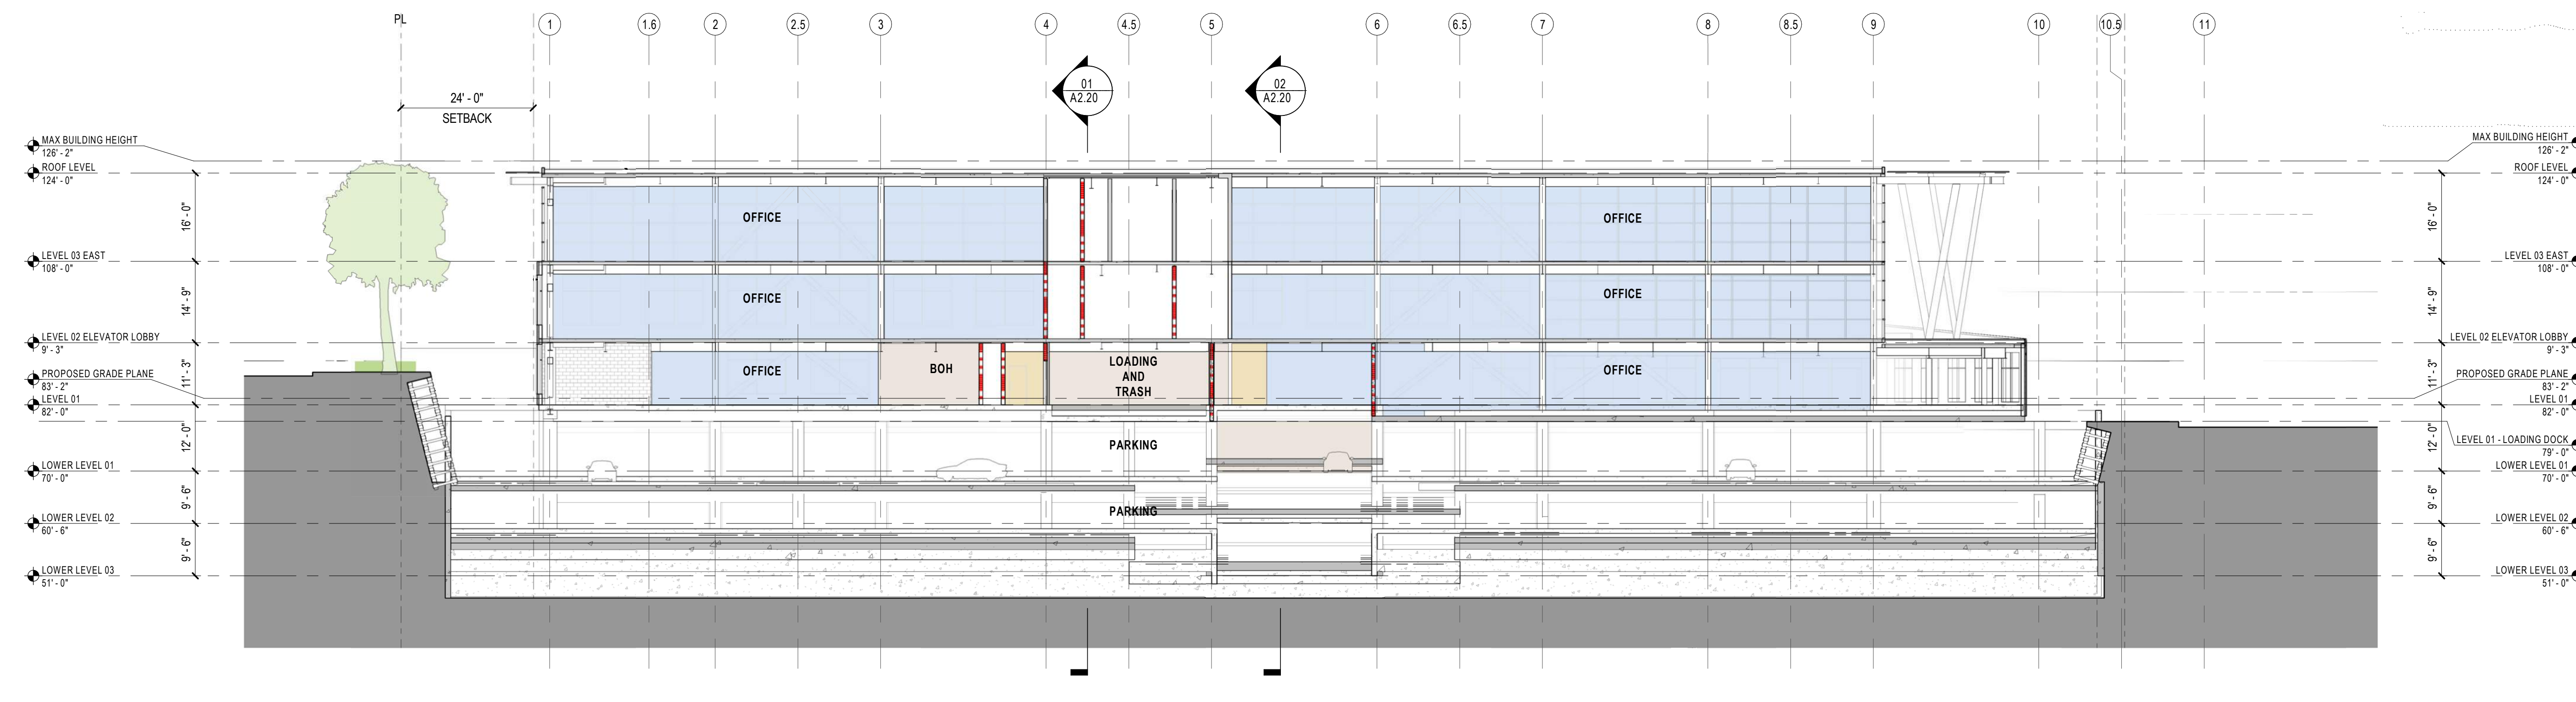 PL
1
1.6
2
2.5
3
4
4.5
5
6
6.5
7
8
8.5
9
10
10.5
11
01
A2.20
02
A2.20
24' - 0"
SETBACK
MAX BUILDING HEIGHT
126' - 2"
ROOF LEVEL
124' - 0"
16' - 0"
LEVEL 03 EAST
108' - 0"
14' - 9"
LEVEL 02 ELEVATOR LOBBY
9' - 3"
11' - 3"
PROPOSED GRADE PLANE
83' - 2"
LEVEL 01
82' - 0"
12' - 0"
LOWER LEVEL 01
70' - 0"
9' - 6"
LOWER LEVEL 02
60' - 6"
9' - 6"
LOWER LEVEL 03
51' - 0"
OFFICE
OFFICE
OFFICE
OFFICE
OFFICE
BOH
LOADING
AND
TRASH
OFFICE
PARKING
PARKING
MAX BUILDING HEIGHT
126' - 2"
ROOF LEVEL
124' - 0"
16' - 0"
LEVEL 03 EAST
108' - 0"
14' - 9"
LEVEL 02 ELEVATOR LOBBY
9' - 3"
11' - 3"
PROPOSED GRADE PLANE
83' - 2"
LEVEL 01
82' - 0"
12' - 0"
LEVEL 01 - LOADING DOCK
79' - 0"
LOWER LEVEL 01
70' - 0"
9' - 6"
LOWER LEVEL 02
60' - 6"
9' - 6"
LOWER LEVEL 03
51' - 0"